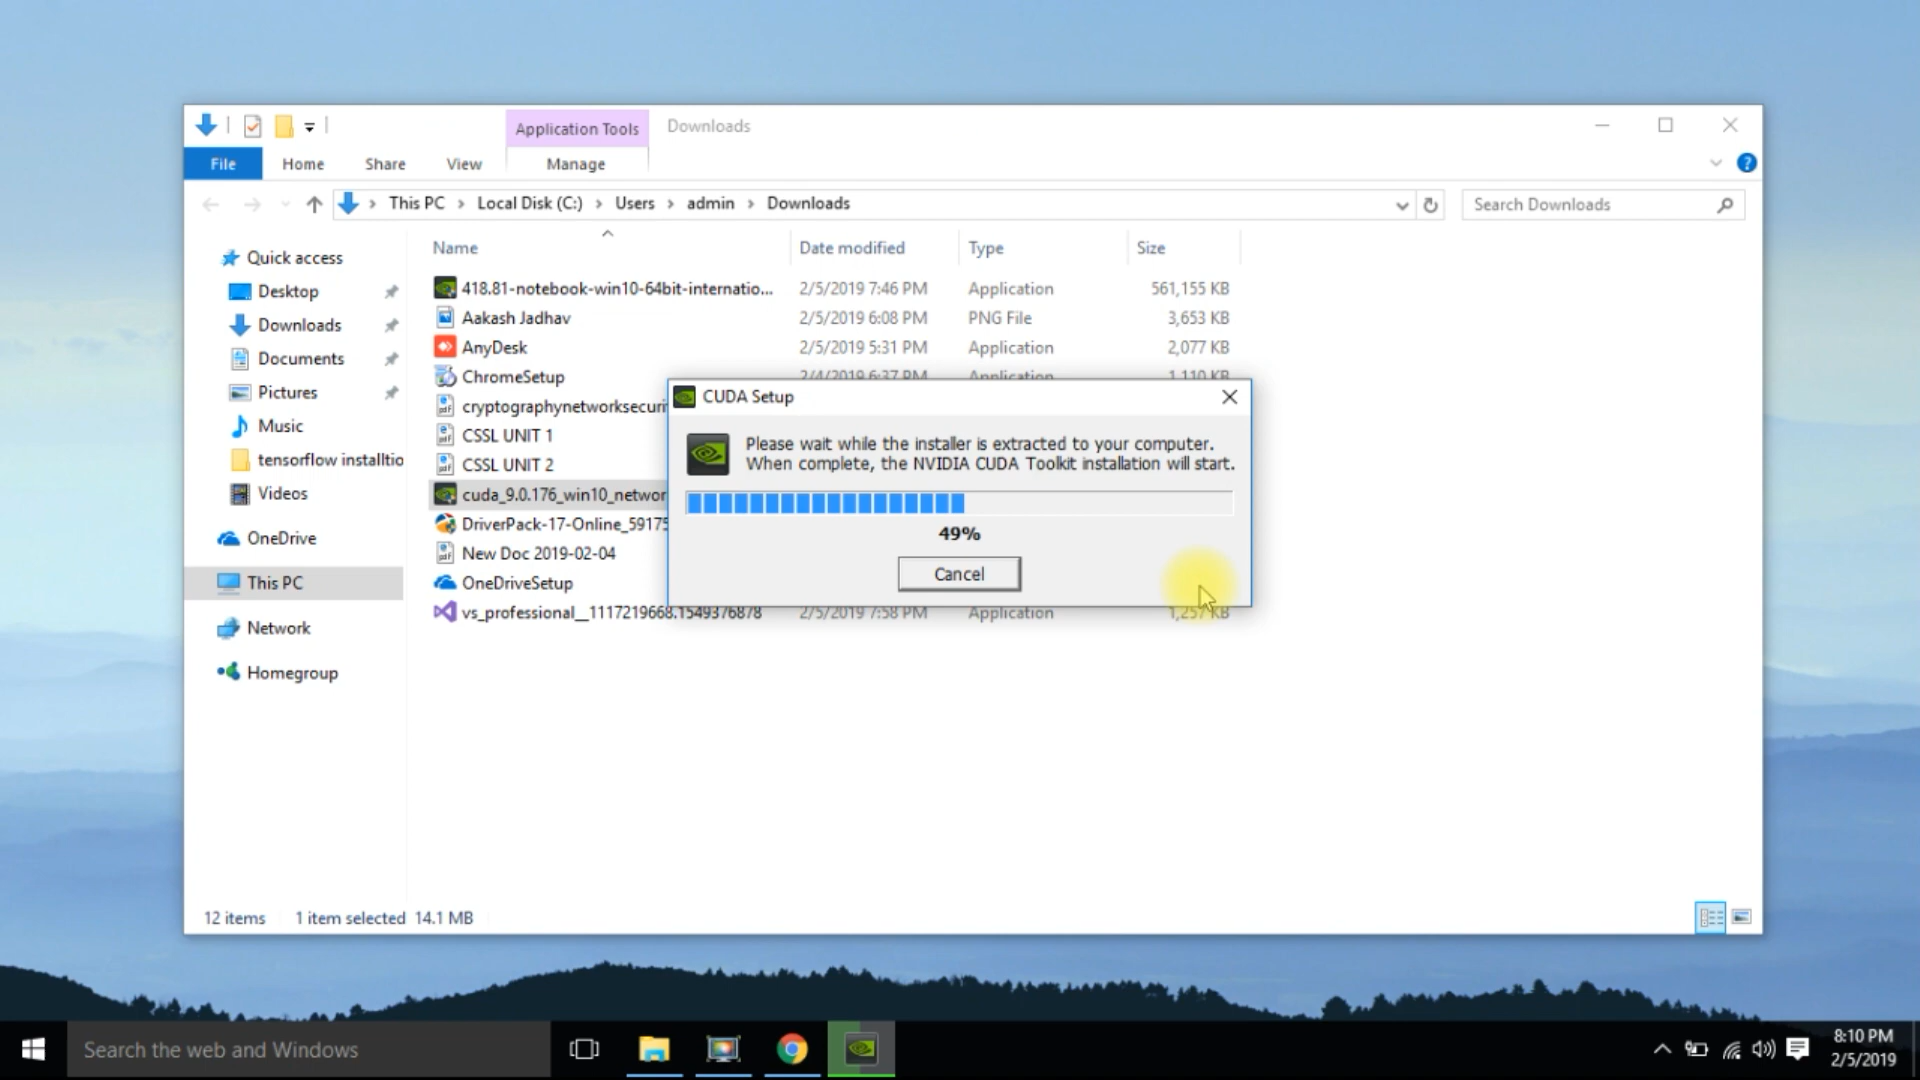 Application Tools
Downloads
File
Home
Share
View
Manage
This PC
Local Disk (C:)
Users
admin
Downloads
Search Downloads
Name
Date modified
Type
Size
Quick access
Desktop
Downloads
Documents
Pictures
Music
tensorflow installtio
Videos
OneDrive
This PC
Network
Homegroup
418.81-notebook-win10-64bit-internatio... 2/5/2019 7:46 PM Application 561,155 KB
Aakash Jadhav 2/5/2019 6:08 PM PNG File 3,653 KB
AnyDesk 2/5/2019 5:31 PM Application 2,077 KB
ChromeSetup 2/4/2019 6:37 PM Application 1,110 KB
cryptographynetworksecuri
CSSL UNIT 1
CSSL UNIT 2
cuda_9.0.176_win10_networ
DriverPack-17-Online_59175
New Doc 2019-02-04
OneDriveSetup
vs_professional__1117219668.1549376878 2/5/2019 7:58 PM Application 1,257 KB
CUDA Setup
Please wait while the installer is extracted to your computer.
When complete, the NVIDIA CUDA Toolkit installation will start.
49%
Cancel
12 items 1 item selected 14.1 MB
Search the web and Windows
8:10 PM
2/5/2019